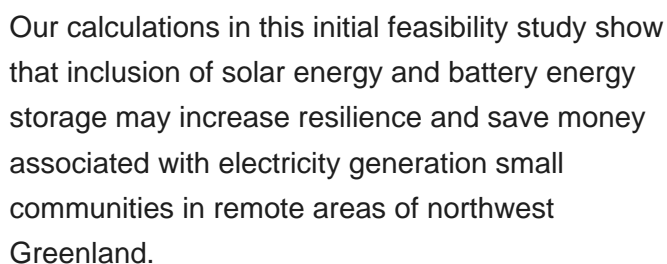 Our calculations in this initial feasibility study show
that inclusion of solar energy and battery energy
storage may increase resilience and save money
associated with electricity generation small
communities in remote areas of northwest
Greenland.